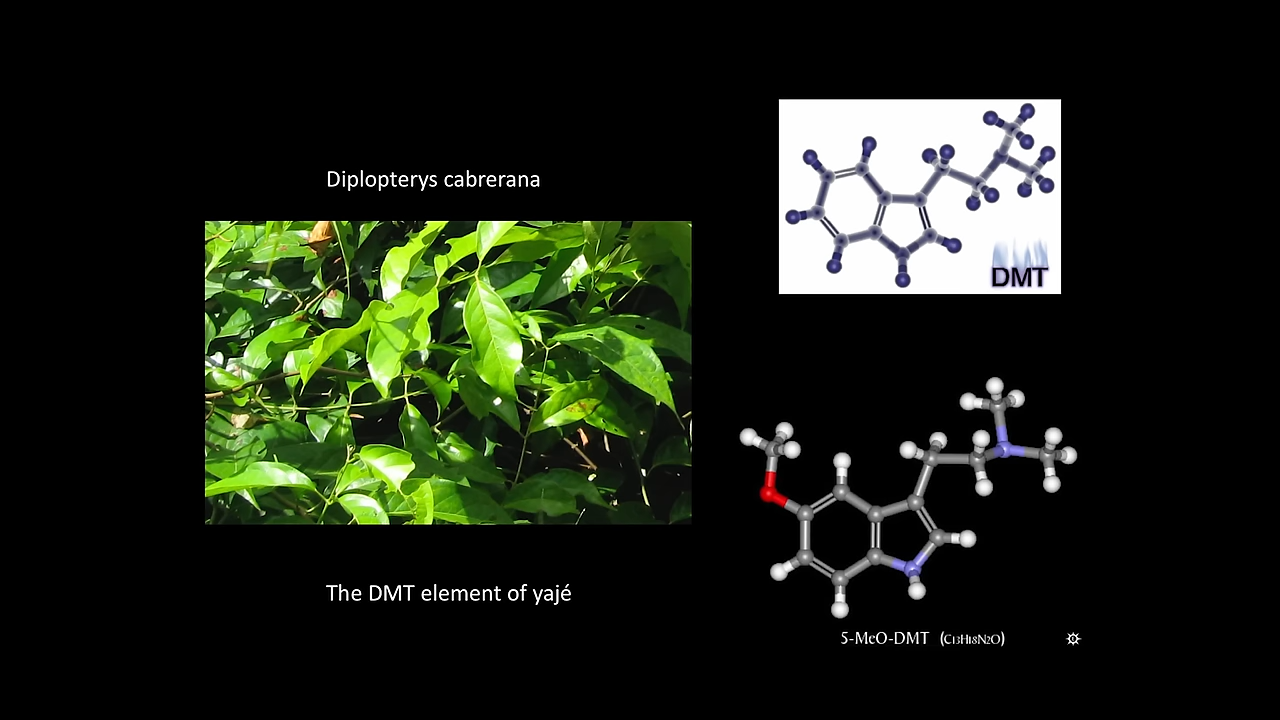 Diplopterys cabrerana
DMT
The DMT element of yajé
5-MeO-DMT (C13H18N2O)